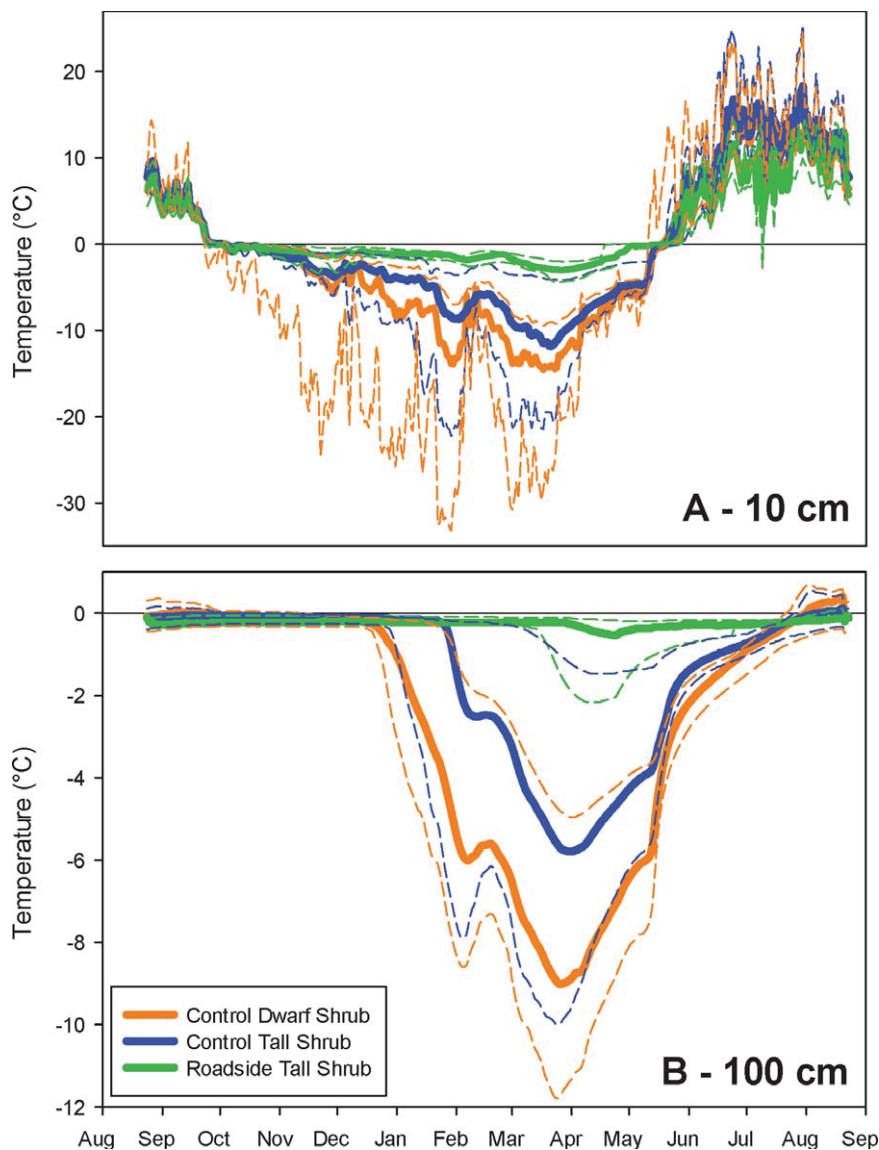 20
10
0
-10
-20
-30
Temperature (°C)
A - 10 cm
0
-2
-4
-6
-8
-10
-12
Temperature (°C)
Control Dwarf Shrub
Control Tall Shrub
Roadside Tall Shrub
B - 100 cm
Aug Sep Oct Nov Dec Jan Feb Mar Apr May Jun Jul Aug Sep